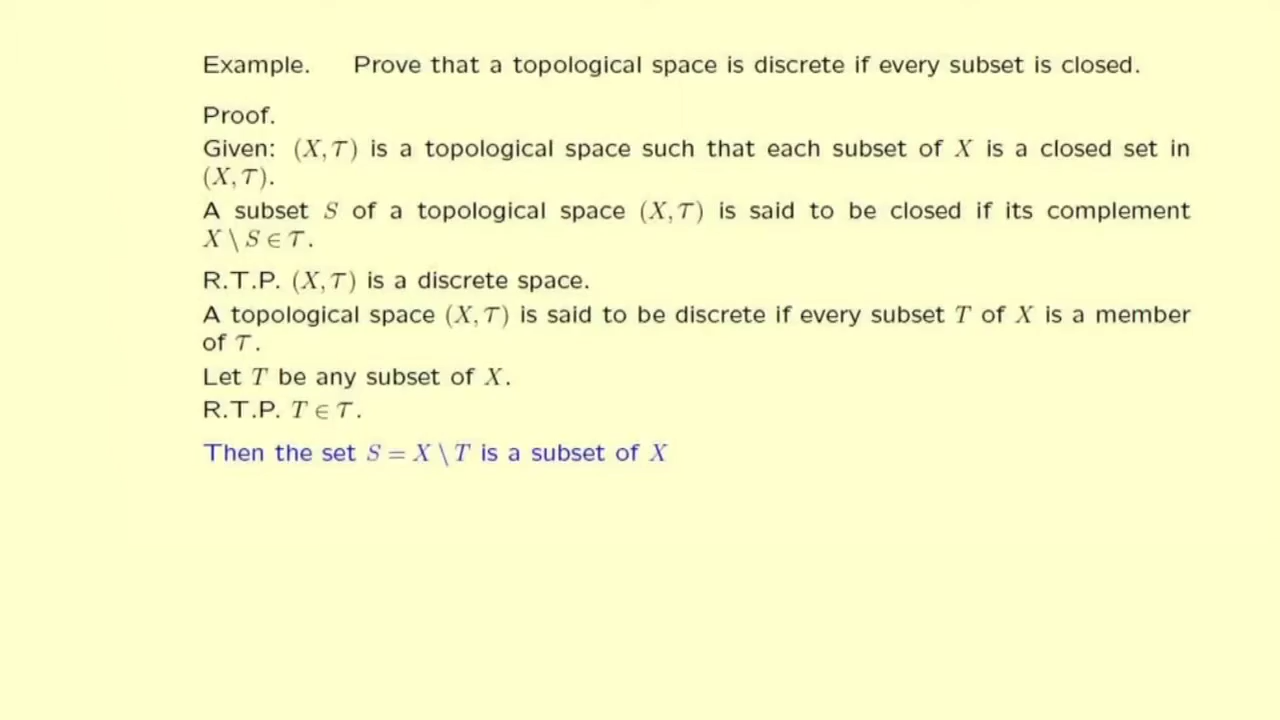 Example. Prove that a topological space is discrete if every subset is closed.
Proof.
Given: (X, 𝒯) is a topological space such that each subset of X is a closed set in
(X, 𝒯).
A subset S of a topological space (X, 𝒯) is said to be closed if its complement
X \ S ∈ 𝒯.
R.T.P. (X, 𝒯) is a discrete space.
A topological space (X, 𝒯) is said to be discrete if every subset T of X is a member
of 𝒯.
Let T be any subset of X.
R.T.P. T ∈ 𝒯.
Then the set S = X \ T is a subset of X